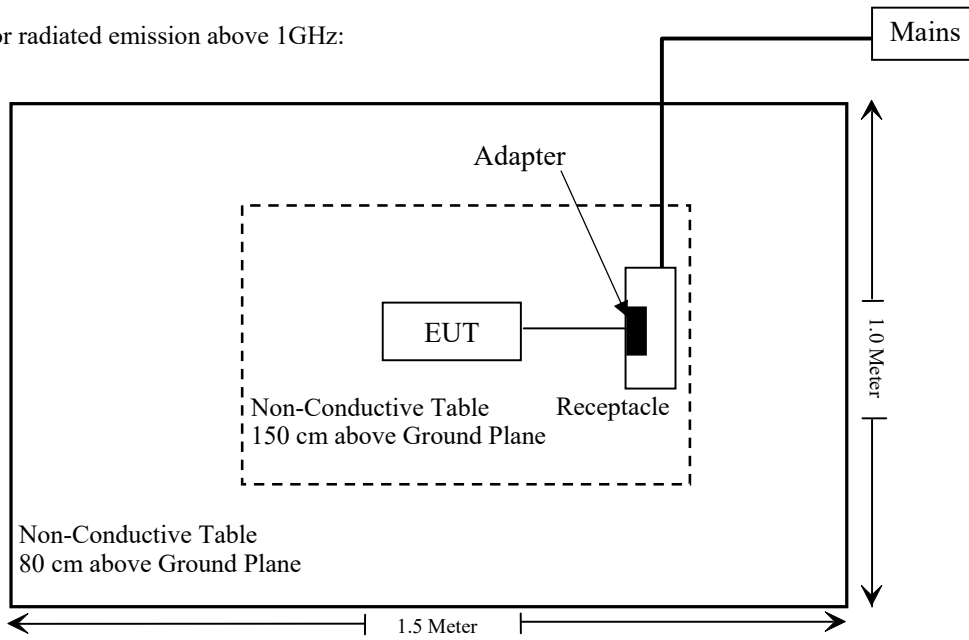 or radiated emission above 1GHz:
Mains
Adapter
EUT
1.0 Meter
Non-Conductive Table
150 cm above Ground Plane
Receptacle
Non-Conductive Table
80 cm above Ground Plane
1.5 Meter